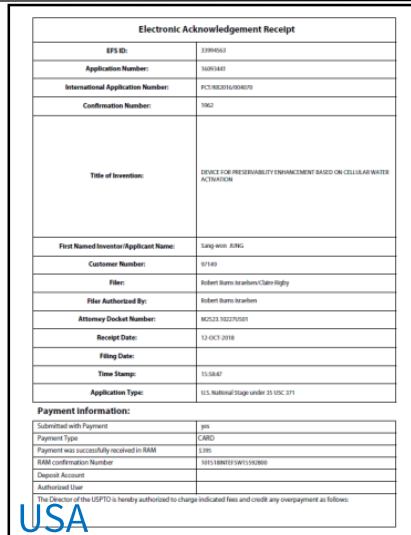 Electronic Acknowledgement Receipt
EFS ID: 33994563
Application Number: 16093441
International Application Number: PCT/KR2016/004070
Confirmation Number: 1062
Title of Invention: DEVICE FOR PRESERVABILITY ENHANCEMENT BASED ON CELLULAR WATER
ACTIVATION
First Named Inventor/Applicant Name: Sang-won JUNG
Customer Number: 97149
Filer: Robert Burns Israelsen/Claire Rigby
Filer Authorized By: Robert Burns Israelsen
Attorney Docket Number: M2523.10227US01
Receipt Date: 12-OCT-2018
Filing Date:
Time Stamp: 15:58:47
Application Type: U.S. National Stage under 35 USC 371
Payment information:
Submitted with Payment yes
Payment Type CARD
Payment was successfully received in RAM $395
RAM confirmation Number
Deposit Account
Authorized User
The Director of the USPTO is hereby authorized to charge indicated fees and credit any overpayment as follows:
USA